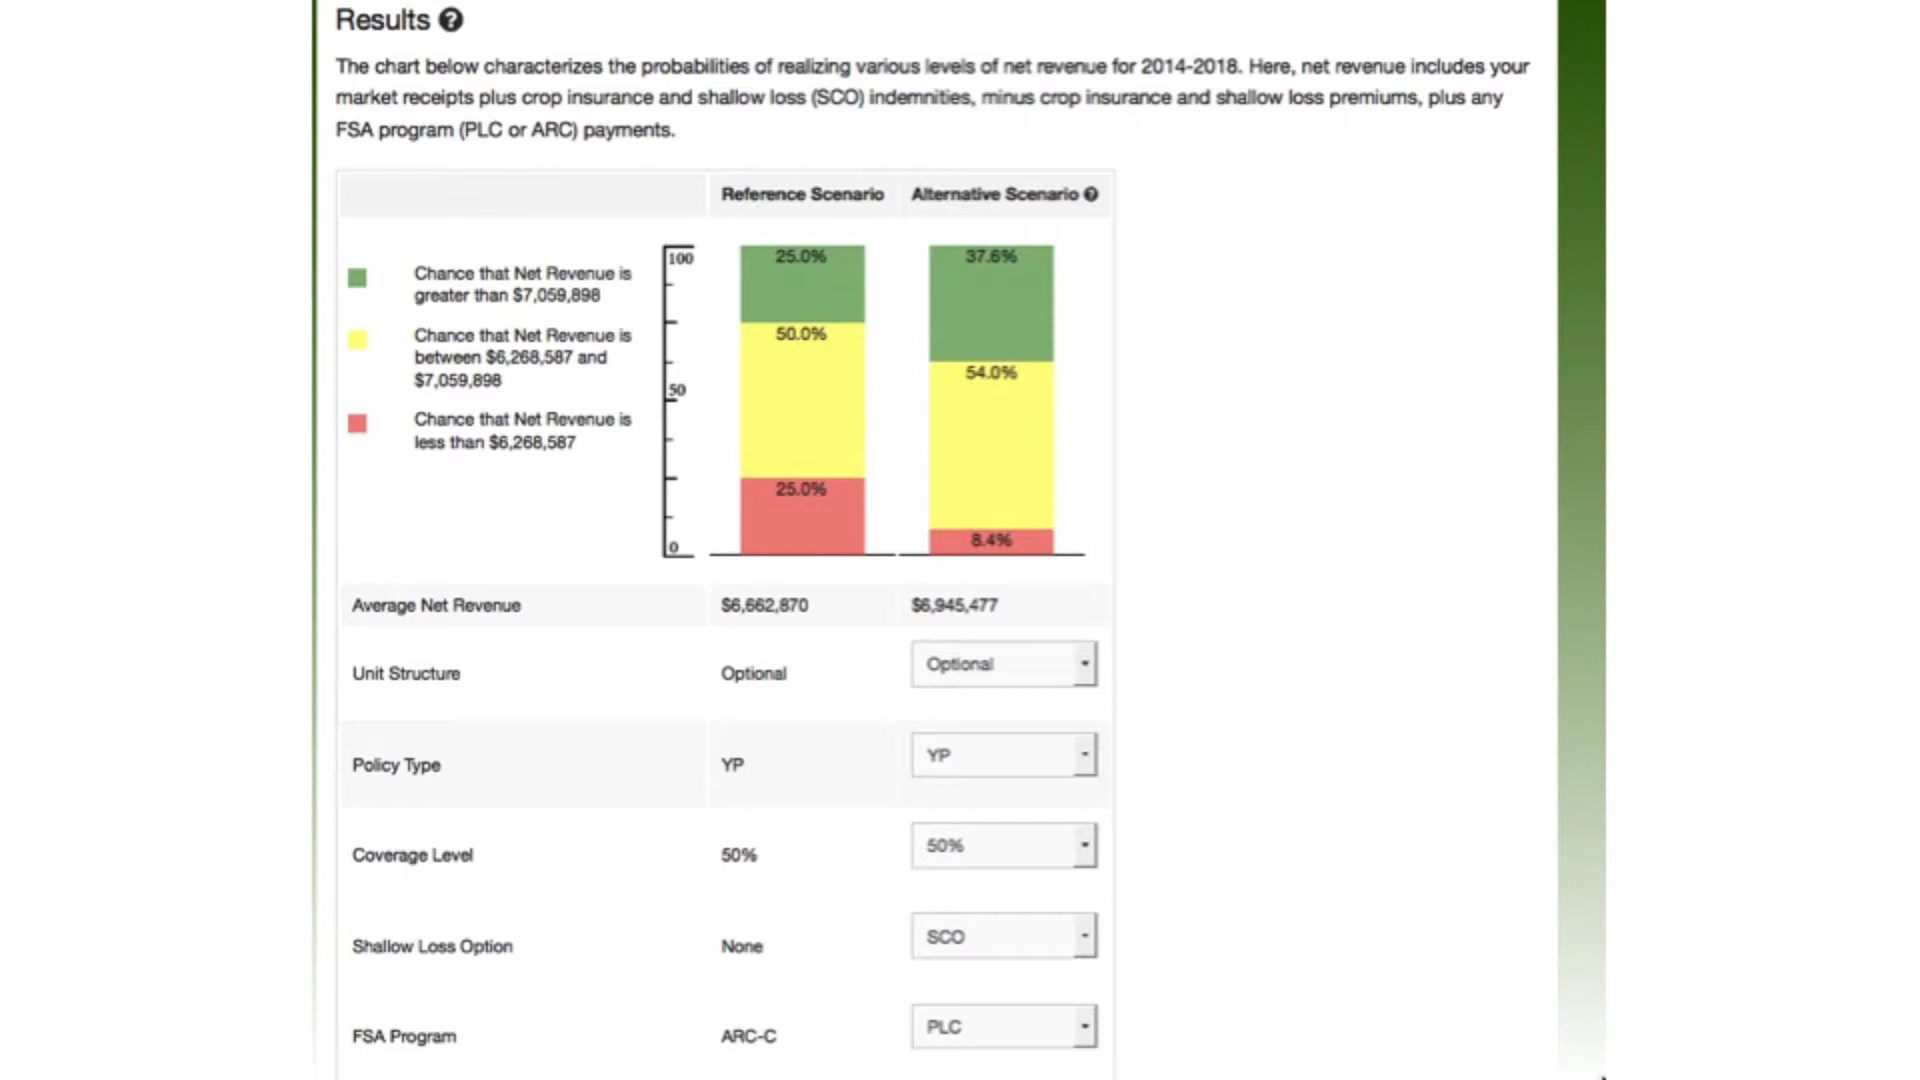 Results ?
The chart below characterizes the probabilities of realizing various levels of net revenue for 2014-2018. Here, net revenue includes your
market receipts plus crop insurance and shallow loss (SCO) indemnities, minus crop insurance and shallow loss premiums, plus any
FSA program (PLC or ARC) payments.
Reference Scenario Alternative Scenario ?
Chance that Net Revenue is
greater than $7,059,898
Chance that Net Revenue is
between $6,268,587 and
$7,059,898
Chance that Net Revenue is
less than $6,268,587
100
50
0
25.0%
50.0%
25.0%
37.6%
54.0%
8.4%
Average Net Revenue $6,662,870 $6,945,477
Unit Structure Optional Optional
Policy Type YP YP
Coverage Level 50% 50%
Shallow Loss Option None SCO
FSA Program ARC-C PLC